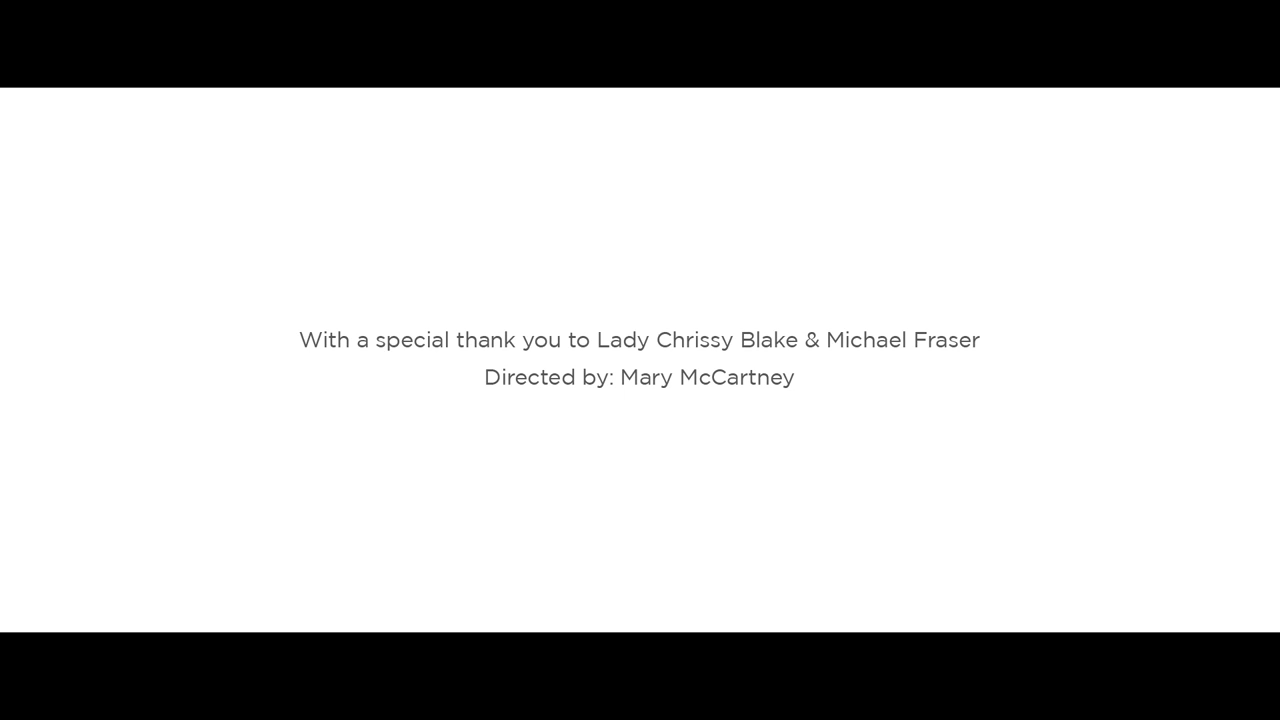 With a special thank you to Lady Chrissy Blake & Michael Fraser
Directed by: Mary McCartney